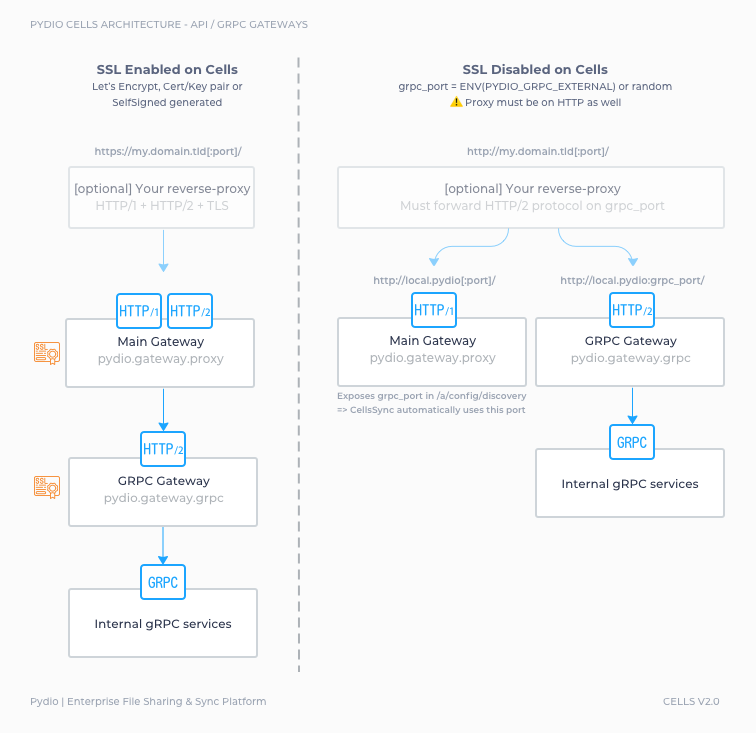 PYDIO CELLS ARCHITECTURE - API / GRPC GATEWAYS
SSL Enabled on Cells
Let's Encrypt, Cert/Key pair or
SelfSigned generated
https://my.domain.tld[:port]/
[optional] Your reverse-proxy
HTTP/1 + HTTP/2 + TLS
HTTP/1
HTTP/2
Main Gateway
pydio.gateway.proxy
SSL
HTTP/2
GRPC Gateway
pydio.gateway.grpc
SSL
GRPC
Internal gRPC services
SSL Disabled on Cells
grpc_port = ENV(PYDIO_GRPC_EXTERNAL) or random
Proxy must be on HTTP as well
http://my.domain.tld[:port]/
[optional] Your reverse-proxy
Must forward HTTP/2 protocol on grpc_port
http://local.pydio[:port]/
HTTP/1
Main Gateway
pydio.gateway.proxy
Exposes grpc_port in /a/config/discovery
=> CellsSync automatically uses this port
http://local.pydio:grpc_port/
HTTP/2
GRPC Gateway
pydio.gateway.grpc
GRPC
Internal gRPC services
Pydio | Enterprise File Sharing & Sync Platform
CELLS V2.0